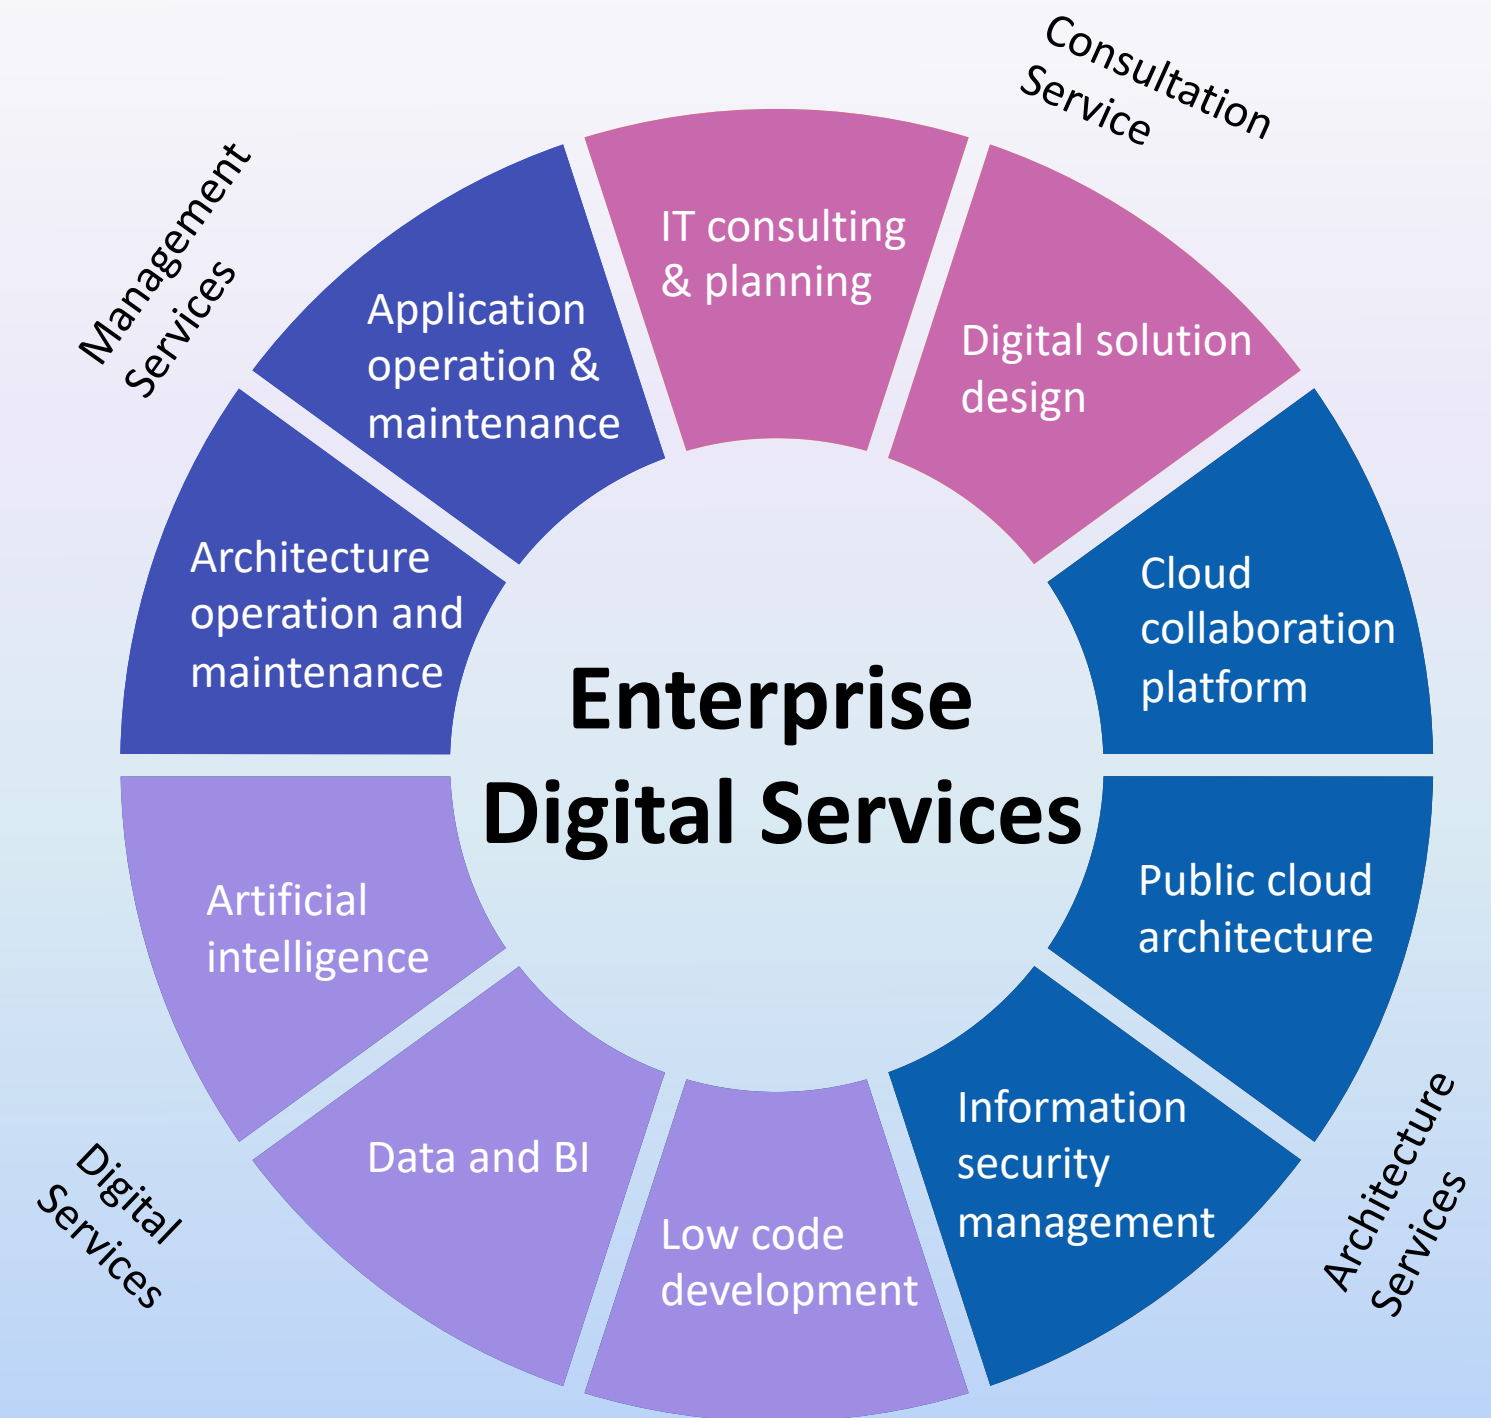 Consultation
Service
Management
Services
IT consulting
& planning
Digital solution
design
Application
operation &
maintenance
Cloud
collaboration
platform
Architecture
operation and
maintenance
Enterprise
Digital Services
Public cloud
architecture
Artificial
intelligence
Information
security
management
Architecture
Services
Data and BI
Low code
development
Digital
Services